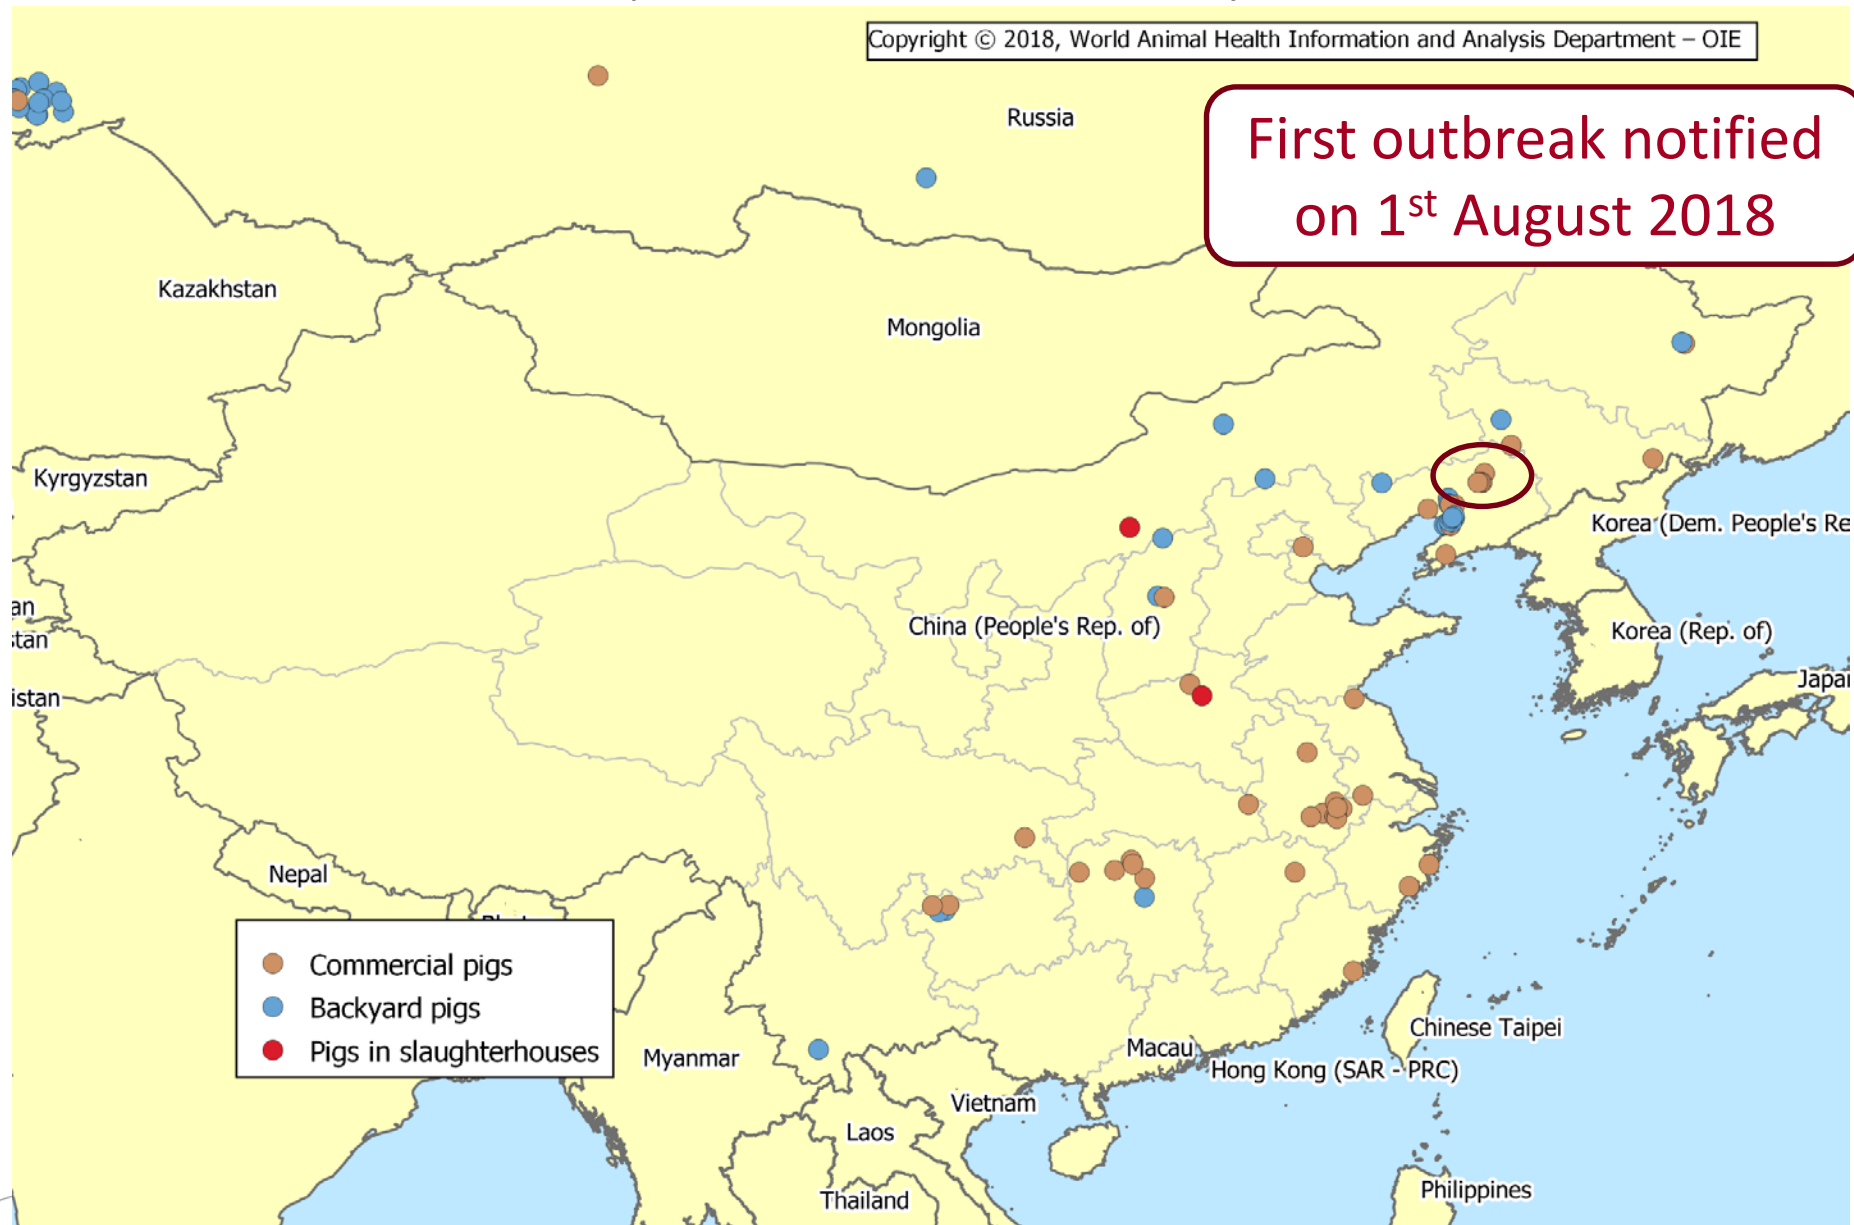 Copyright © 2018, World Animal Health Information and Analysis Department – OIE
First outbreak notified
on 1st August 2018
Russia
Kazakhstan
Mongolia
Kyrgyzstan
Korea (Dem. People's Re
an
stan
China (People's Rep. of)
Korea (Rep. of)
istan
Japa
Nepal
Commercial pigs
Backyard pigs
Pigs in slaughterhouses
Chinese Taipei
Myanmar
Macau
Hong Kong (SAR - PRC)
Vietnam
Laos
Thailand
Philippines